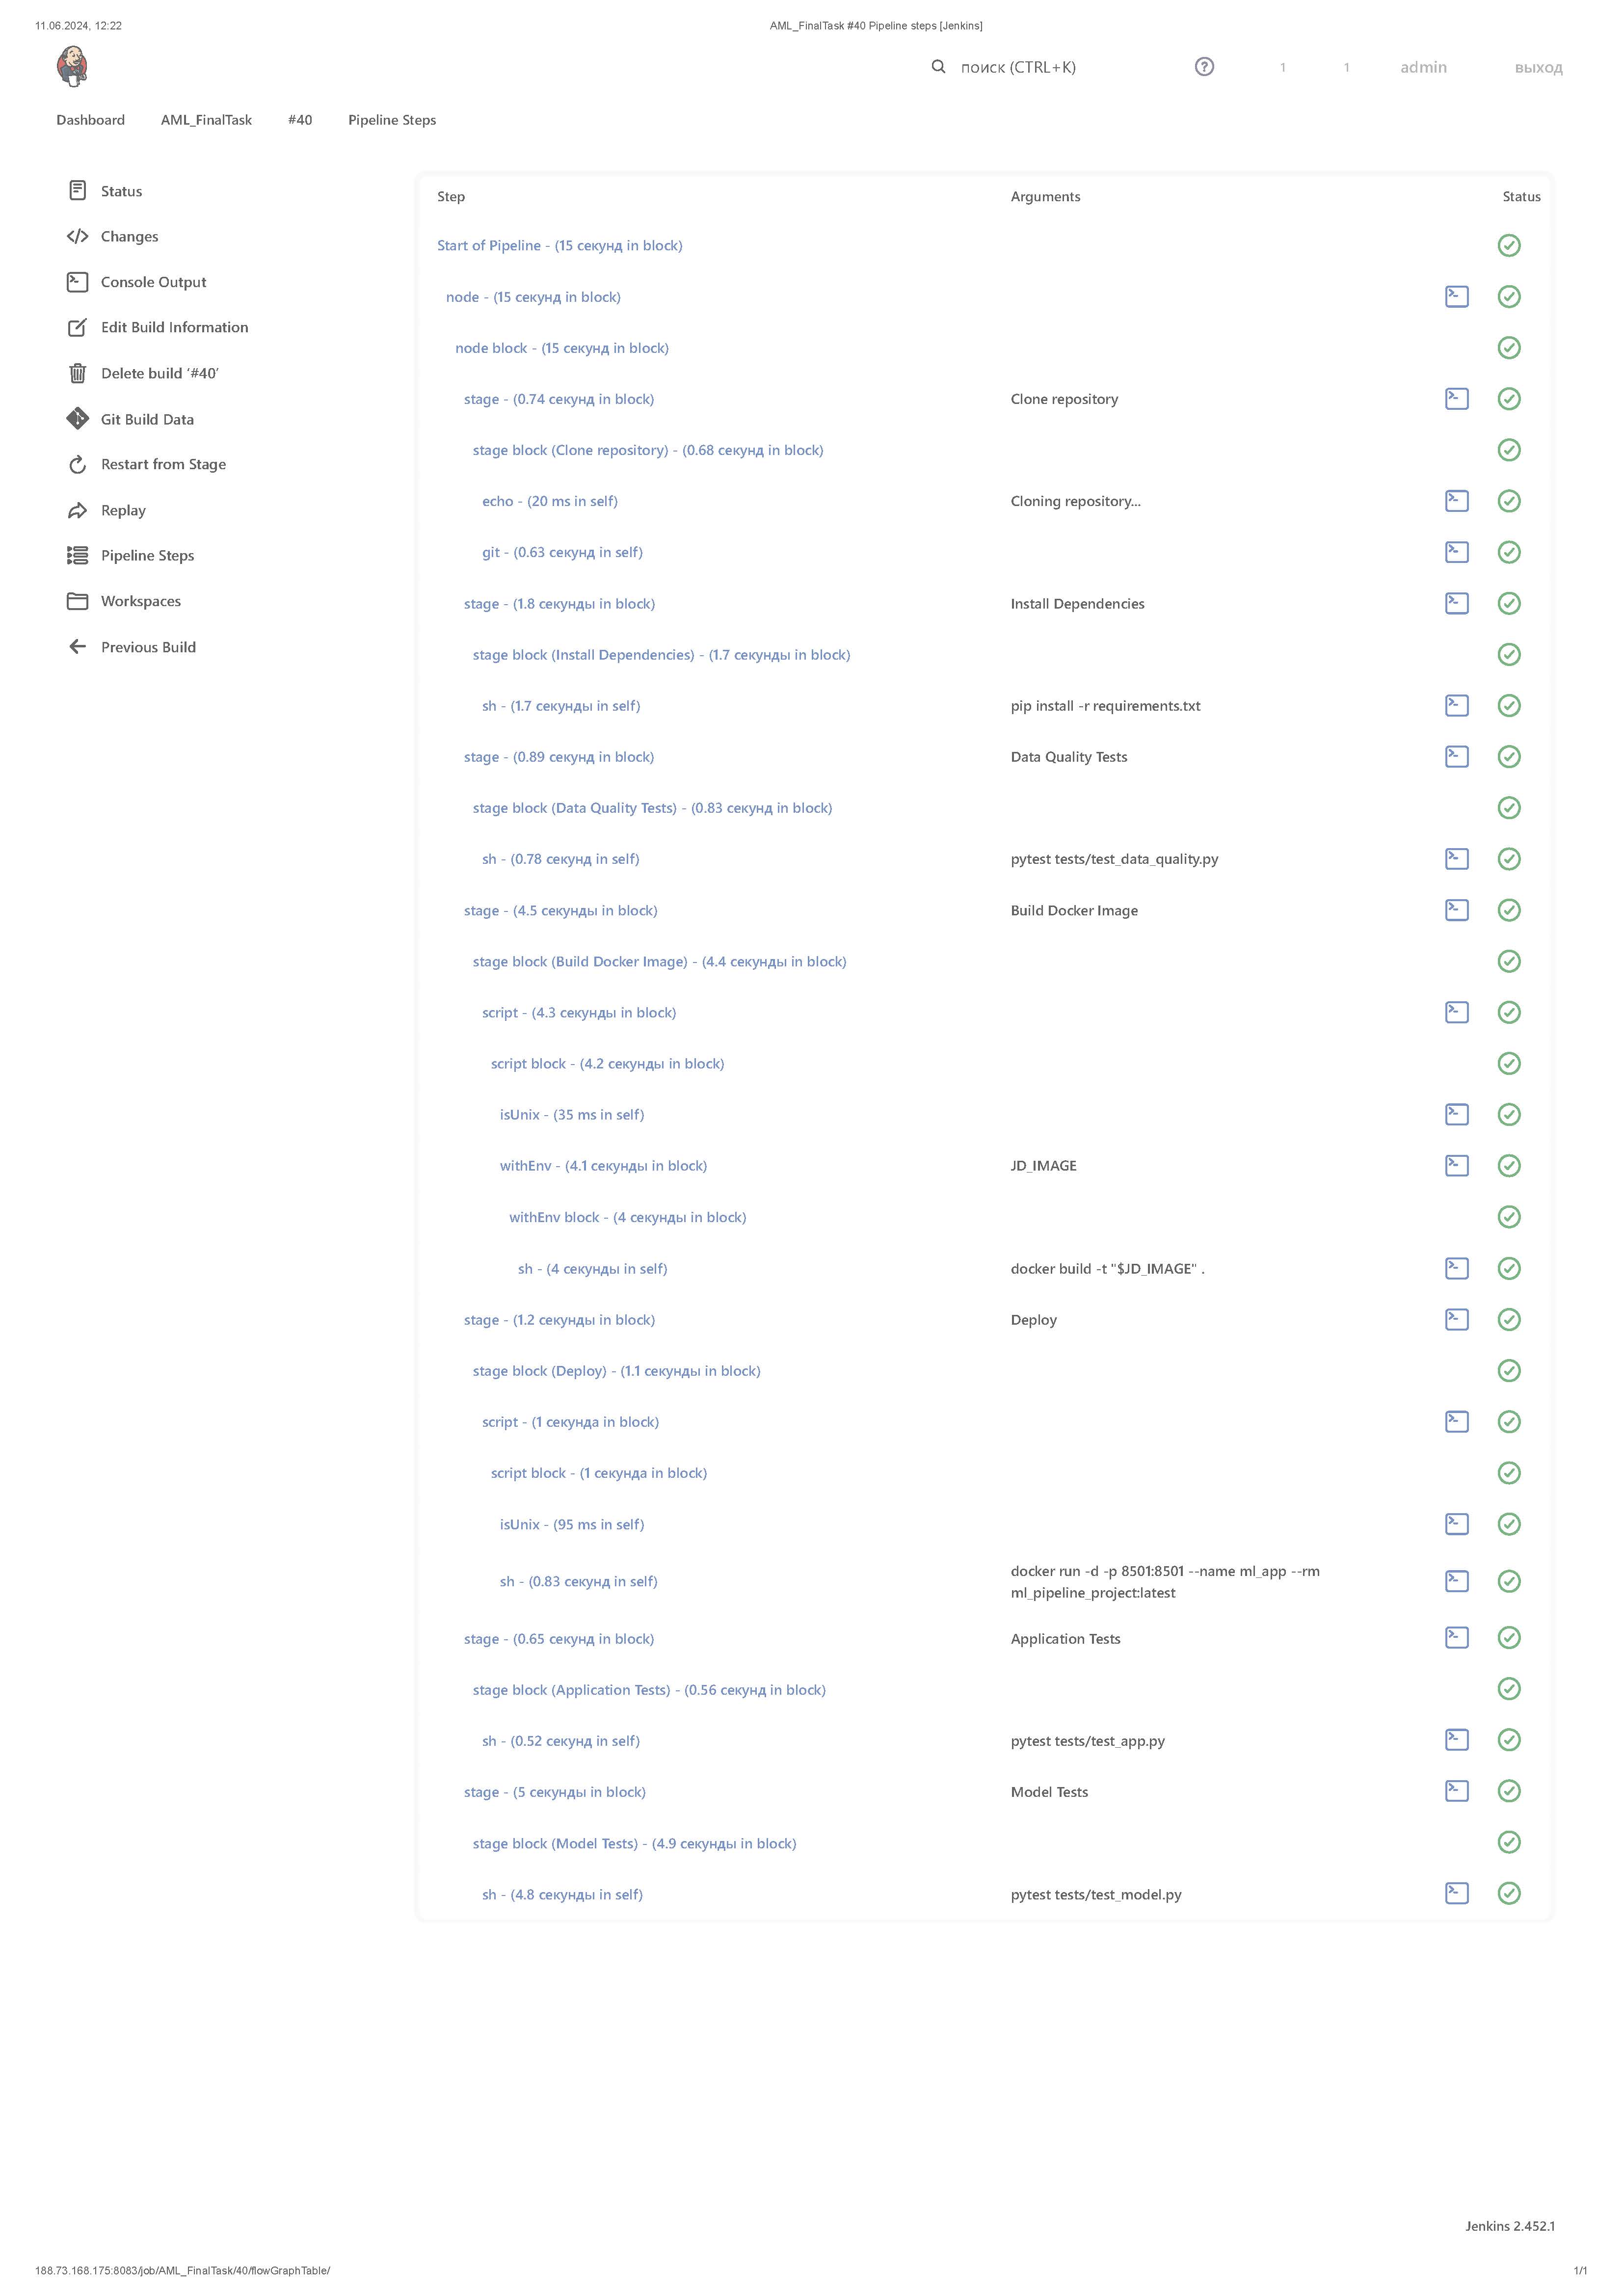 11.06.2024, 12:22 AML_FinalTask #40 Pipeline steps [Jenkins]
поиск (CTRL+K) 1 1 admin выход
Dashboard AML_FinalTask #40 Pipeline Steps
Status
Changes
Console Output
Edit Build Information
Delete build ‘#40’
Git Build Data
Restart from Stage
Replay
Pipeline Steps
Workspaces
Previous Build
Step Arguments Status
Start of Pipeline - (15 секунд in block)
node - (15 секунд in block)
node block - (15 секунд in block)
stage - (0.74 секунд in block) Clone repository
stage block (Clone repository) - (0.68 секунд in block)
echo - (20 ms in self) Cloning repository...
git - (0.63 секунд in self)
stage - (1.8 секунды in block) Install Dependencies
stage block (Install Dependencies) - (1.7 секунды in block)
sh - (1.7 секунды in self) pip install -r requirements.txt
stage - (0.89 секунд in block) Data Quality Tests
stage block (Data Quality Tests) - (0.83 секунд in block)
sh - (0.78 секунд in self) pytest tests/test_data_quality.py
stage - (4.5 секунды in block) Build Docker Image
stage block (Build Docker Image) - (4.4 секунды in block)
script - (4.3 секунды in block)
script block - (4.2 секунды in block)
isUnix - (35 ms in self)
withEnv - (4.1 секунды in block) JD_IMAGE
withEnv block - (4 секунды in block)
sh - (4 секунды in self) docker build -t "$JD_IMAGE" .
stage - (1.2 секунды in block) Deploy
stage block (Deploy) - (1.1 секунды in block)
script - (1 секунда in block)
script block - (1 секунда in block)
isUnix - (95 ms in self)
sh - (0.83 секунд in self) docker run -d -p 8501:8501 --name ml_app --rm
ml_pipeline_project:latest
stage - (0.65 секунд in block) Application Tests
stage block (Application Tests) - (0.56 секунд in block)
sh - (0.52 секунд in self) pytest tests/test_app.py
stage - (5 секунды in block) Model Tests
stage block (Model Tests) - (4.9 секунды in block)
sh - (4.8 секунды in self) pytest tests/test_model.py
Jenkins 2.452.1
188.73.168.175:8083/job/AML_FinalTask/40/flowGraphTable/ 1/1